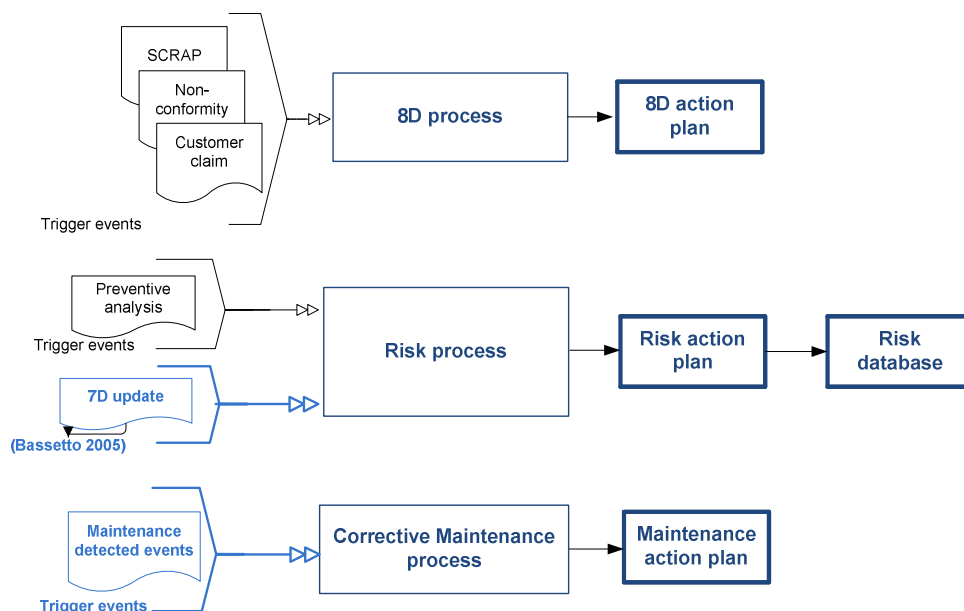 SCRAP
Non-
conformity
Customer
claim
Trigger events
8D process
8D action
plan
Preventive
analysis
Trigger events
7D update
(Bassetto 2005)
Risk process
Risk action
plan
Risk
database
Maintenance
detected events
Trigger events
Corrective Maintenance
process
Maintenance
action plan